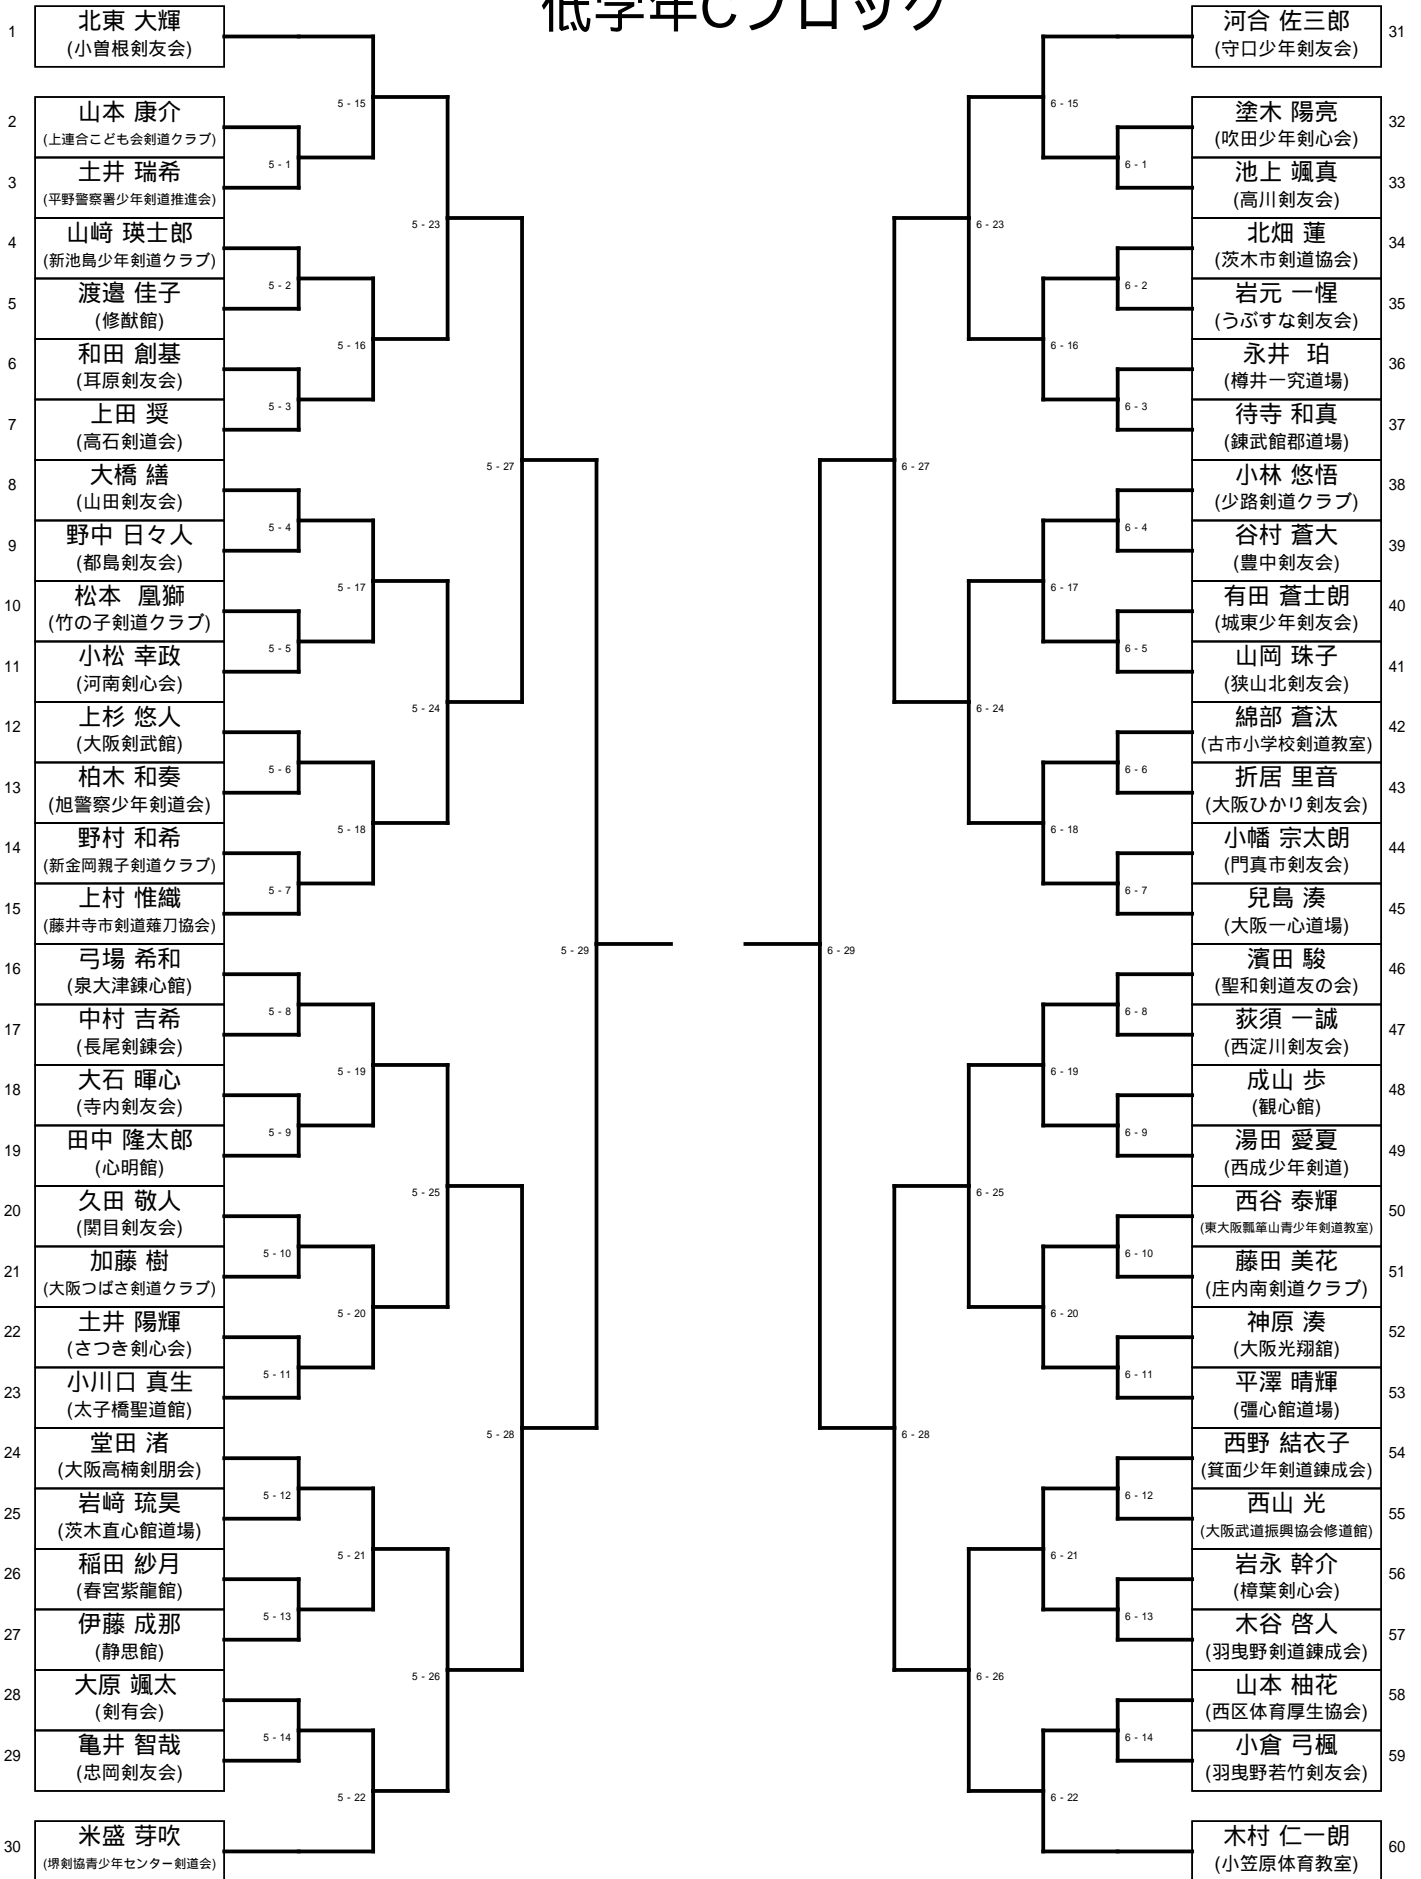 低学年Cブロック
1
北東 大輝
(小曽根剣友会)
2
山本 康介
(上連合こども会剣道クラブ)
3
土井 瑞希
(平野警察署少年剣道推進会)
4
山﨑 瑛士郎
(新池島少年剣道クラブ)
5
渡邉 佳子
(修猷館)
6
和田 創基
(耳原剣友会)
7
上田 奨
(高石剣道会)
8
大橋 繕
(山田剣友会)
9
野中 日々人
(都島剣友会)
10
松本 凰獅
(竹の子剣道クラブ)
11
小松 幸政
(河南剣心会)
12
上杉 悠人
(大阪剣武館)
13
柏木 和奏
(旭警察少年剣道会)
14
野村 和希
(新金岡親子剣道クラブ)
15
上村 惟織
(藤井寺市剣道薙刀協会)
16
弓場 希和
(泉大津錬心館)
17
中村 吉希
(長尾剣錬会)
18
大石 暉心
(寺内剣友会)
19
田中 隆太郎
(心明館)
20
久田 敬人
(関目剣友会)
21
加藤 樹
(大阪つばさ剣道クラブ)
22
土井 陽輝
(さつき剣心会)
23
小川口 真生
(太子橋聖道館)
24
堂田 渚
(大阪高楠剣朋会)
25
岩﨑 琉昊
(茨木直心館道場)
26
稲田 紗月
(春宮紫龍館)
27
伊藤 成那
(静思館)
28
大原 颯太
(剣有会)
29
亀井 智哉
(忠岡剣友会)
30
米盛 芽吹
(堺剣協青少年センター剣道会)
5 - 1
5 - 2
5 - 3
5 - 4
5 - 5
5 - 6
5 - 7
5 - 8
5 - 9
5 - 10
5 - 11
5 - 12
5 - 13
5 - 14
5 - 15
5 - 16
5 - 17
5 - 18
5 - 19
5 - 20
5 - 21
5 - 22
5 - 23
5 - 24
5 - 25
5 - 26
5 - 27
5 - 28
5 - 29
6 - 29
6 - 27
6 - 28
6 - 23
6 - 24
6 - 25
6 - 26
6 - 15
6 - 16
6 - 17
6 - 18
6 - 19
6 - 20
6 - 21
6 - 22
6 - 1
6 - 2
6 - 3
6 - 4
6 - 5
6 - 6
6 - 7
6 - 8
6 - 9
6 - 10
6 - 11
6 - 12
6 - 13
6 - 14
河合 佐三郎
(守口少年剣友会)
31
塗木 陽亮
(吹田少年剣心会)
32
池上 颯真
(高川剣友会)
33
北畑 蓮
(茨木市剣道協会)
34
岩元 一惺
(うぶすな剣友会)
35
永井 珀
(樽井一究道場)
36
待寺 和真
(錬武館郡道場)
37
小林 悠悟
(少路剣道クラブ)
38
谷村 蒼大
(豊中剣友会)
39
有田 蒼士朗
(城東少年剣友会)
40
山岡 珠子
(狭山北剣友会)
41
綿部 蒼汰
(古市小学校剣道教室)
42
折居 里音
(大阪ひかり剣友会)
43
小幡 宗太朗
(門真市剣友会)
44
兒島 湊
(大阪一心道場)
45
濱田 駿
(聖和剣道友の会)
46
荻須 一誠
(西淀川剣友会)
47
成山 歩
(観心館)
48
湯田 愛夏
(西成少年剣道)
49
西谷 泰輝
(東大阪瓢箪山青少年剣道教室)
50
藤田 美花
(庄内南剣道クラブ)
51
神原 湊
(大阪光翔舘)
52
平澤 晴輝
(彊心館道場)
53
西野 結衣子
(箕面少年剣道錬成会)
54
西山 光
(大阪武道振興協会修道館)
55
岩永 幹介
(樟葉剣心会)
56
木谷 啓人
(羽曳野剣道錬成会)
57
山本 柚花
(西区体育厚生協会)
58
小倉 弓楓
(羽曳野若竹剣友会)
59
木村 仁一朗
(小笠原体育教室)
60